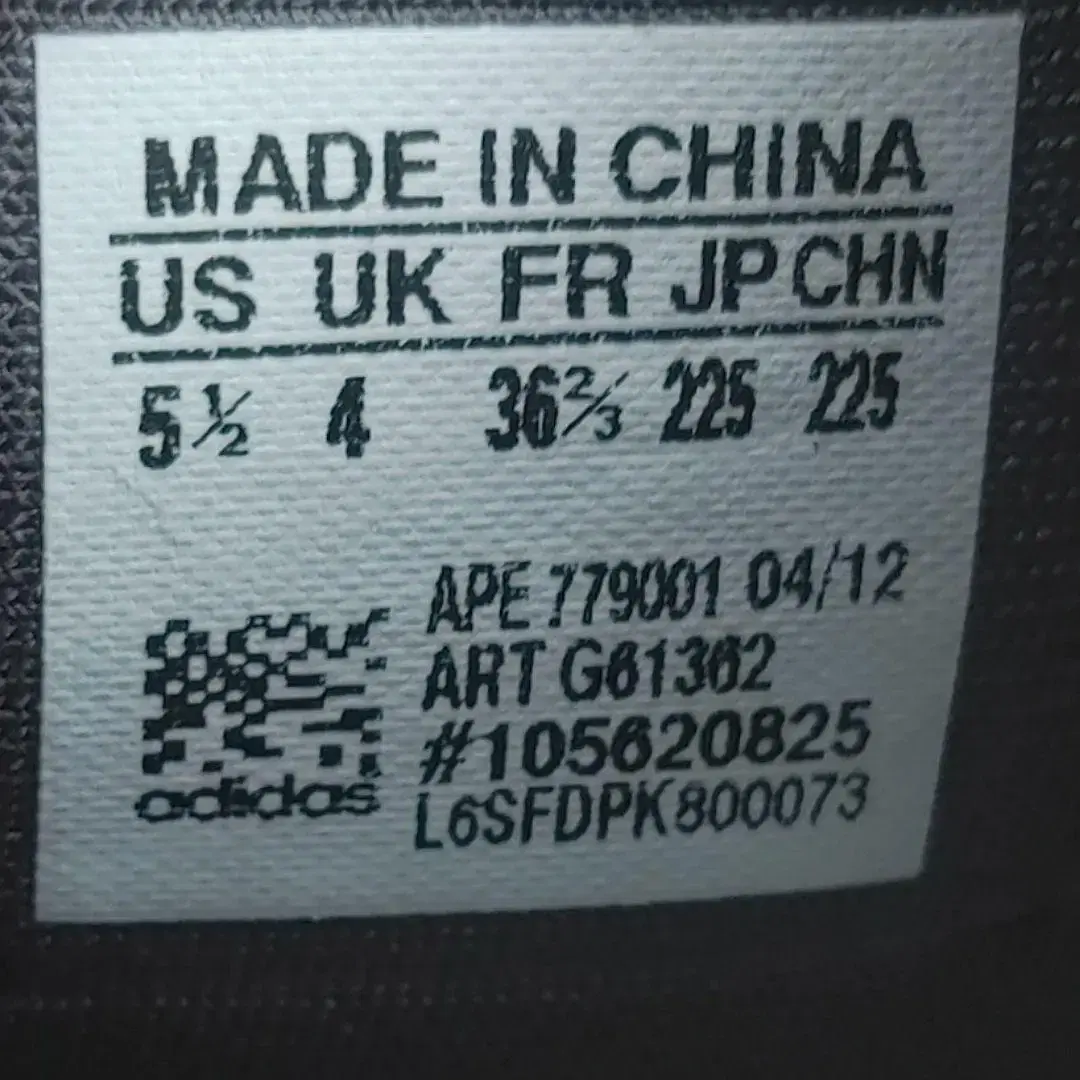 MADE IN CHINA
US UK FR JP CHN
5½ 4 36⅔ 225 225
APE 779001 04/12
ART G61362
#105620825
L6SFDPK800073
adidas